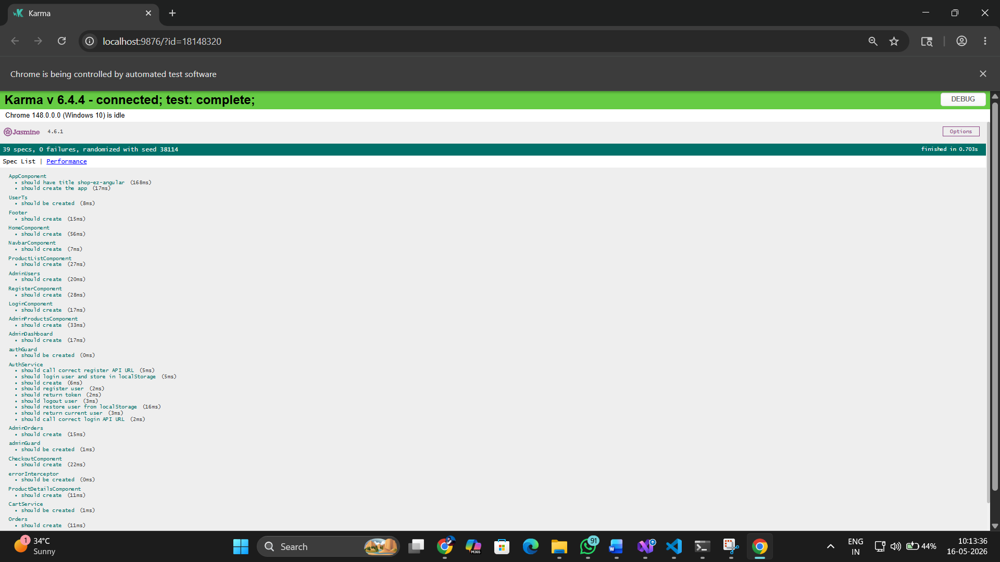 Karma
localhost:9876/?id=18148320
Chrome is being controlled by automated test software
Karma v 6.4.4 - connected; test: complete;
DEBUG
Chrome 148.0.0.0 (Windows 10) is idle
Jasmine 4.6.1
Options
39 specs, 0 failures, randomized with seed 38114
finished in 0.703s
Spec List | Performance
AppComponent
• should have title shop-ez-angular (168ms)
• should create the app (17ms)
UserTs
• should be created (8ms)
Footer
• should create (15ms)
HomeComponent
• should create (56ms)
NavbarComponent
• should create (7ms)
ProductListComponent
• should create (27ms)
AdminUsers
• should create (20ms)
RegisterComponent
• should create (28ms)
LoginComponent
• should create (17ms)
AdminProductsComponent
• should create (33ms)
AdminDashboard
• should create (17ms)
authGuard
• should be created (0ms)
AuthService
• should call correct register API URL (5ms)
• should login user and store in localStorage (5ms)
• should create (6ms)
• should register user (2ms)
• should return token (2ms)
• should logout user (3ms)
• should restore user from localStorage (16ms)
• should return current user (3ms)
• should call correct login API URL (2ms)
AdminOrders
• should create (15ms)
adminGuard
• should be created (1ms)
CheckoutComponent
• should create (22ms)
errorInterceptor
• should be created (0ms)
ProductDetailsComponent
• should create (11ms)
CartService
• should be created (1ms)
Orders
• should create (11ms)
1
34°C
Sunny
Search
M365
91
ENG
IN
44%
10:13:36
16-05-2026